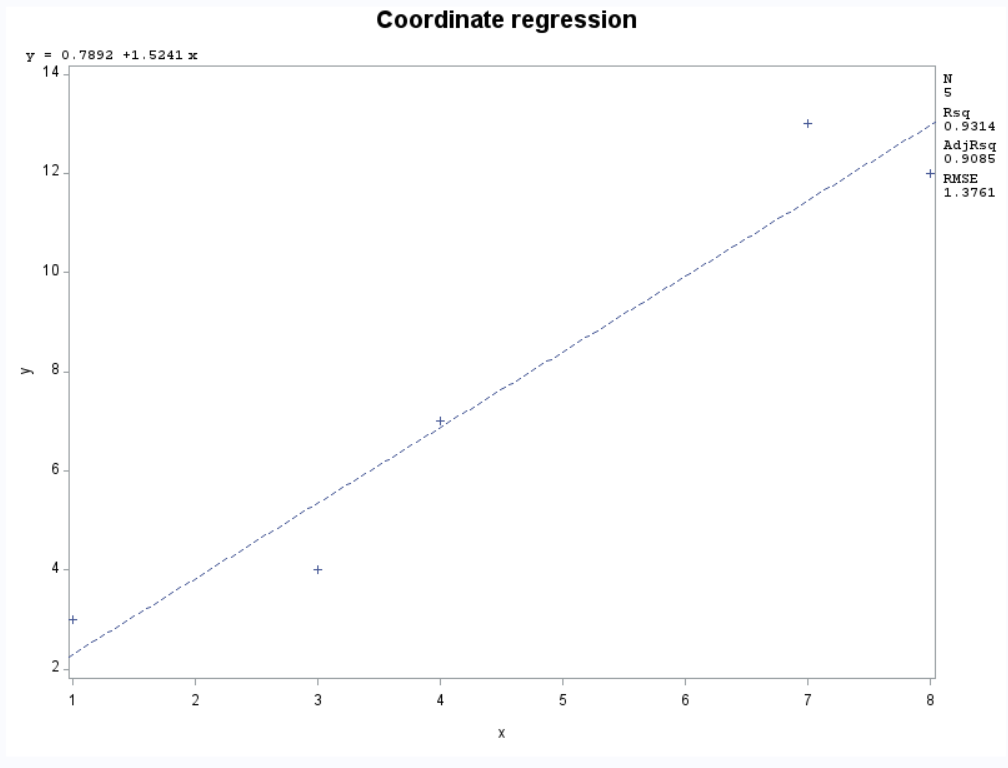 Coordinate regression
y = 0.7892 +1.5241 x
14
12
10
8
6
4
2
y
1 2 3 4 5 6 7 8
x
N
5
Rsq
0.9314
AdjRsq
0.9085
RMSE
1.3761